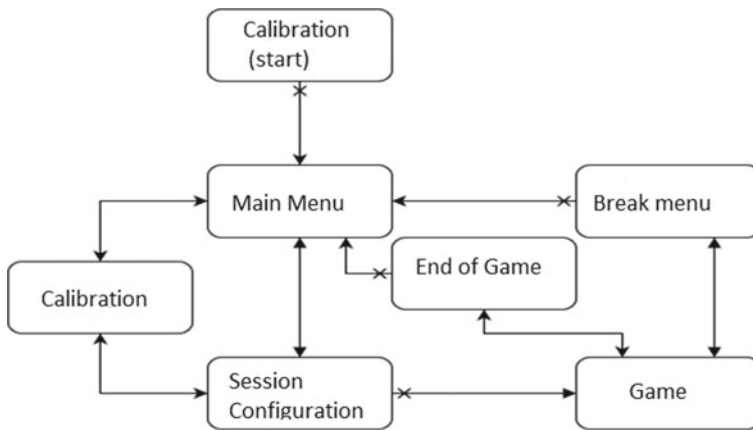 Calibration
(start)
Main Menu
Break menu
End of Game
Calibration
Session
Configuration
Game